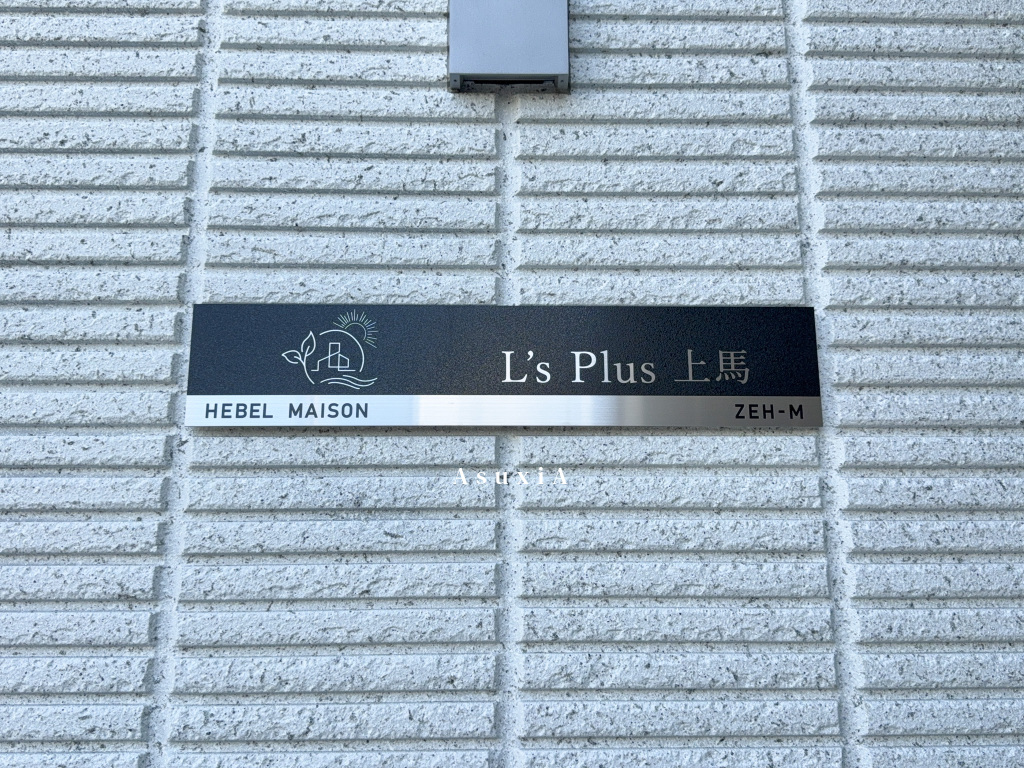 L's Plus 上馬
HEBEL MAISON ZEH-M
AsuxiA